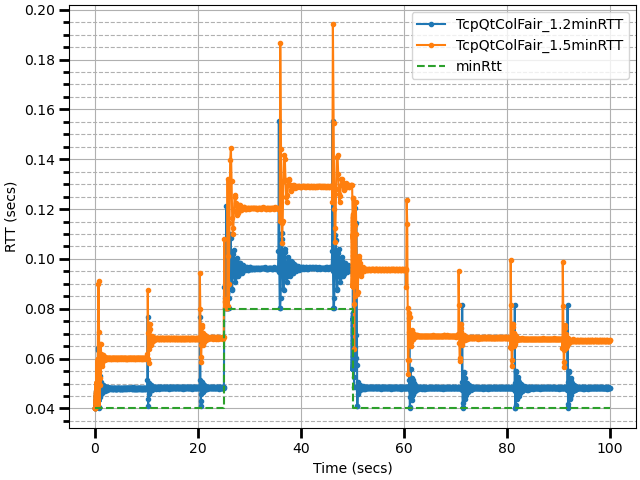 TcpQtColFair_1.2minRTT
TcpQtColFair_1.5minRTT
minRtt
0.20
0.18
0.16
0.14
0.12
0.10
0.08
0.06
0.04
RTT (secs)
0 20 40 60 80 100
Time (secs)